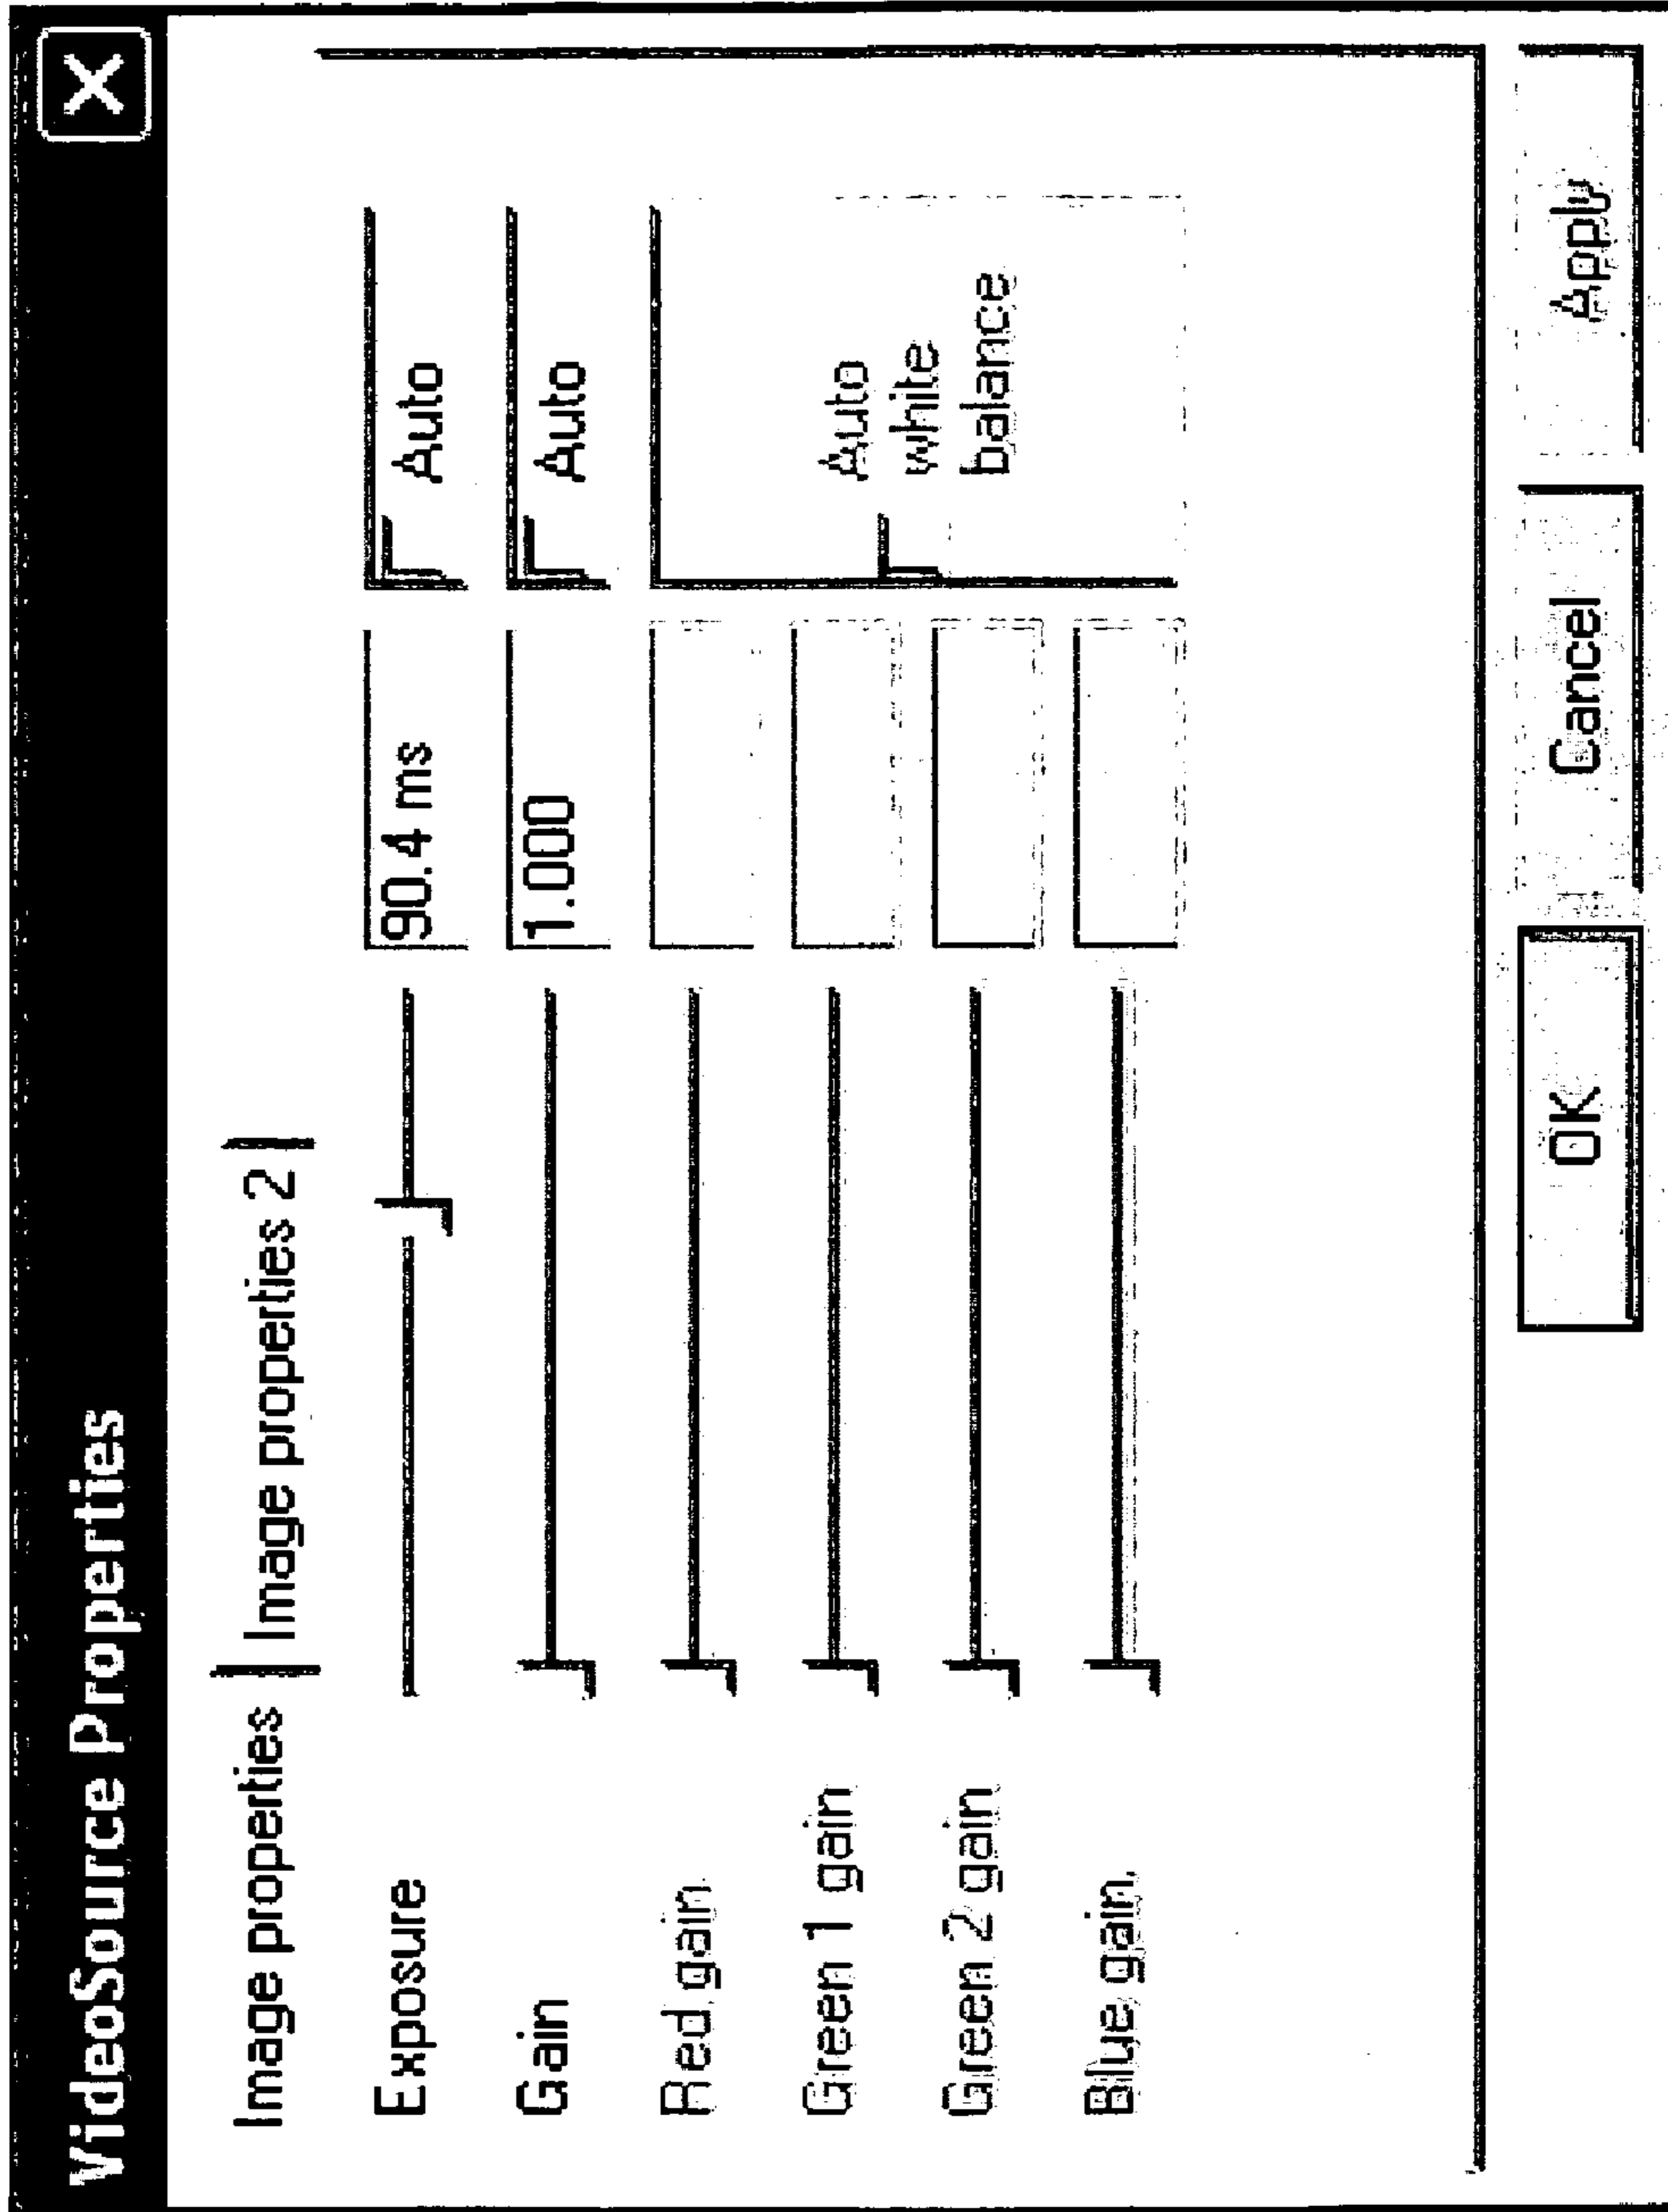 VideoSource Properties X
Image properties | Image properties 2 |
Exposure 90.4 ms Auto
Gain 1.000 Auto
Red gain
Green 1 gain Auto
Green 2 gain white
Blue gain balance
OK Cancel Apply